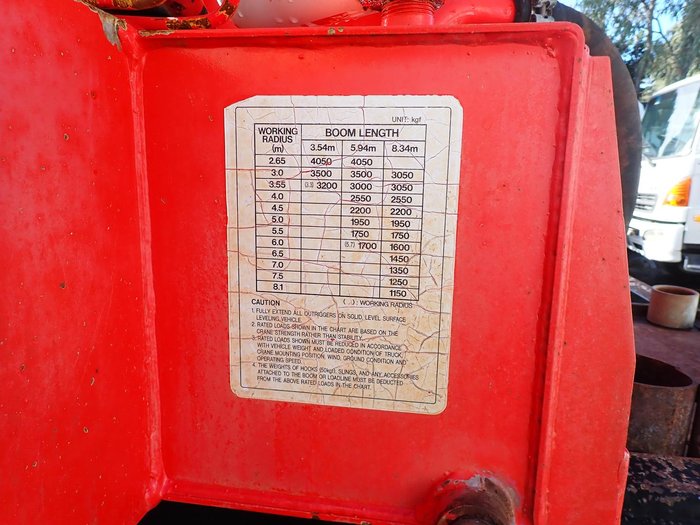 UNIT: kgf
WORKING RADIUS (m) BOOM LENGTH
3.54m 5.94m 8.34m
2.65 4050 4050
3.0 3500 3500 3050
3.55 (3.3) 3200 3000 3050
4.0 2550 2550
4.5 2200 2200
5.0 1950 1950
5.5 1750 1750
6.0 (5.7) 1700 1600
6.5 1450
7.0 1350
7.5 1250
8.1 1150
CAUTION ( . ) : WORKING RADIUS
1. FULLY EXTEND ALL OUTRIGGERS ON SOLID, LEVEL SURFACE
LEVELING VEHICLE.
2. RATED LOADS SHOWN IN THE CHART ARE BASED ON THE
CRANE STRENGTH RATHER THAN STABILITY.
3. RATED LOADS SHOWN MUST BE REDUCED IN ACCORDANCE
WITH VEHICLE WEIGHT AND LOADED CONDITION OF TRUCK,
CRANE MOUNTING POSITION, WIND, GROUND CONDITION AND
OPERATING SPEED.
4. THE WEIGHTS OF HOOKS (50kgf), SLINGS, AND ANY ACCESSORIES
ATTACHED TO THE BOOM OR LOADLINE MUST BE DEDUCTED
FROM THE ABOVE RATED LOADS IN THE CHART.